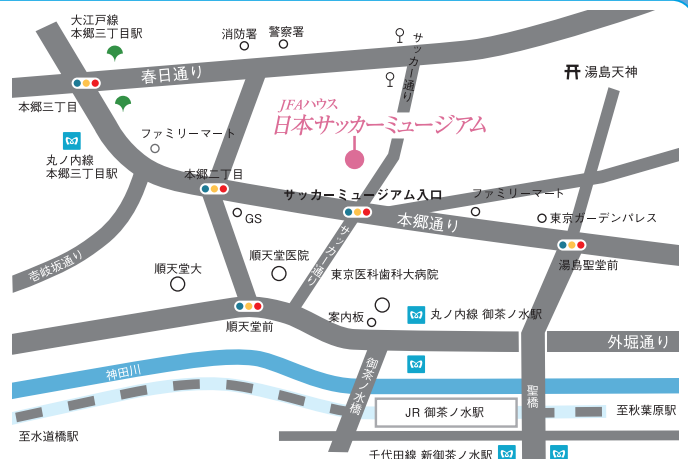 大江戸線
本郷三丁目駅
消防署
警察署
サッカー通り
春日通り
湯島天神
本郷三丁目
JFAハウス
日本サッカーミュージアム
ファミリーマート
丸ノ内線
本郷三丁目駅
本郷二丁目
サッカーミュージアム入口
ファミリーマート
GS
本郷通り
東京ガーデンパレス
サッカー通り
壱岐坂通り
順天堂医院
湯島聖堂前
順天堂大
東京医科歯科大病院
案内板
丸ノ内線 御茶ノ水駅
順天堂前
外堀通り
神田川
御茶ノ水橋
聖橋
JR 御茶ノ水駅
至秋葉原駅
至水道橋駅
千代田線 新御茶ノ水駅